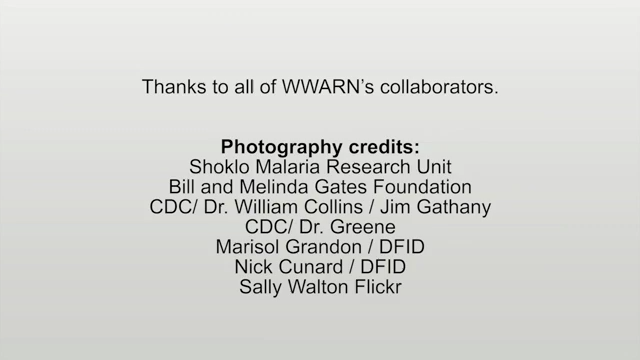 Thanks to all of WWARN's collaborators.
Photography credits:
Shoklo Malaria Research Unit
Bill and Melinda Gates Foundation
CDC/ Dr. William Collins / Jim Gathany
CDC/ Dr. Greene
Marisol Grandon / DFID
Nick Cunard / DFID
Sally Walton Flickr